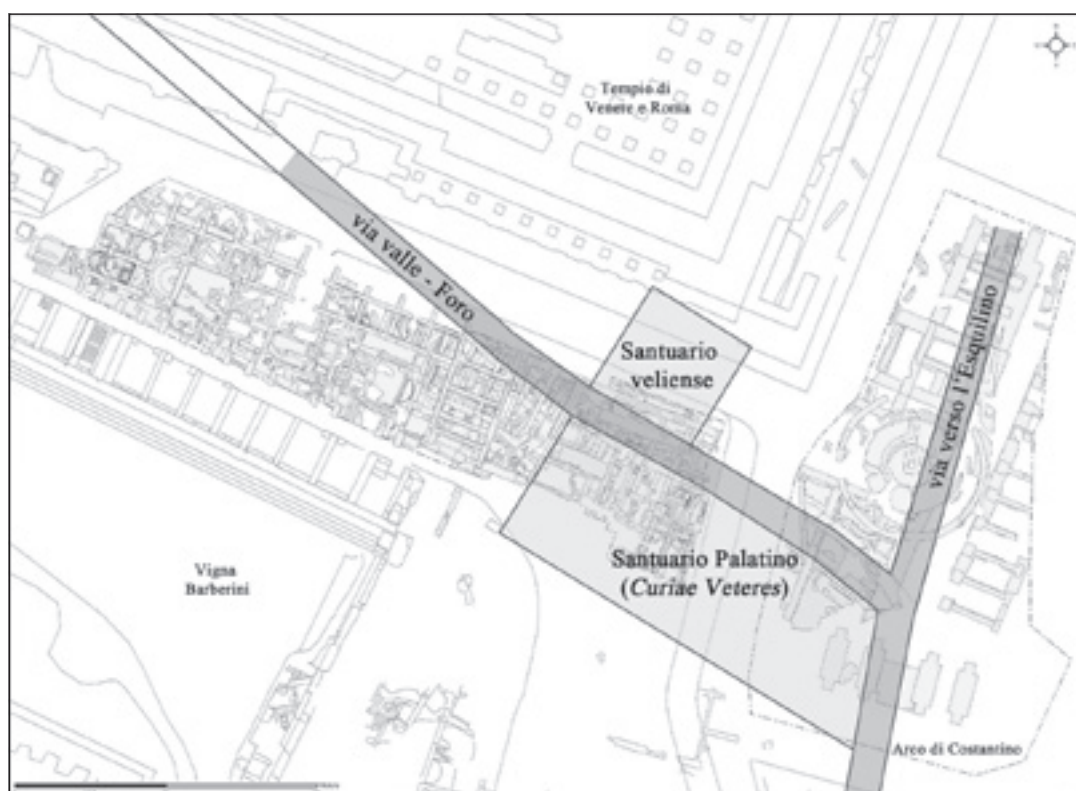 Tempio di
Venere e Roma
via valle - Foro
Santuario
veliense
via verso l'Esquilino
Santuario Palatino
(Curiae Veteres)
Vigna
Barberini
Arco di Costantino